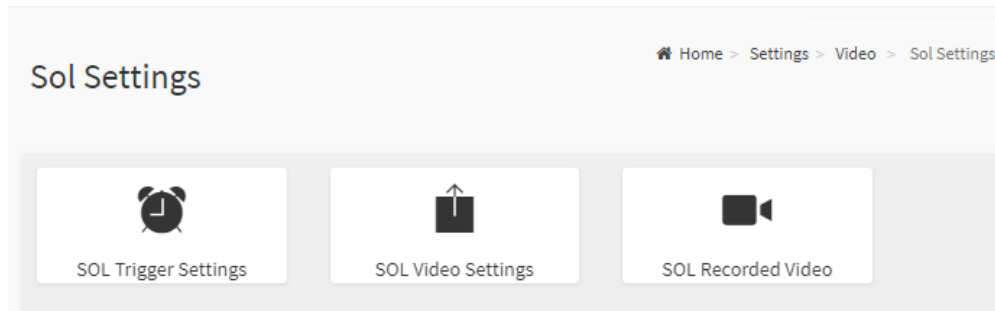 Home > Settings > Video > Sol Settings
Sol Settings
SOL Trigger Settings
SOL Video Settings
SOL Recorded Video